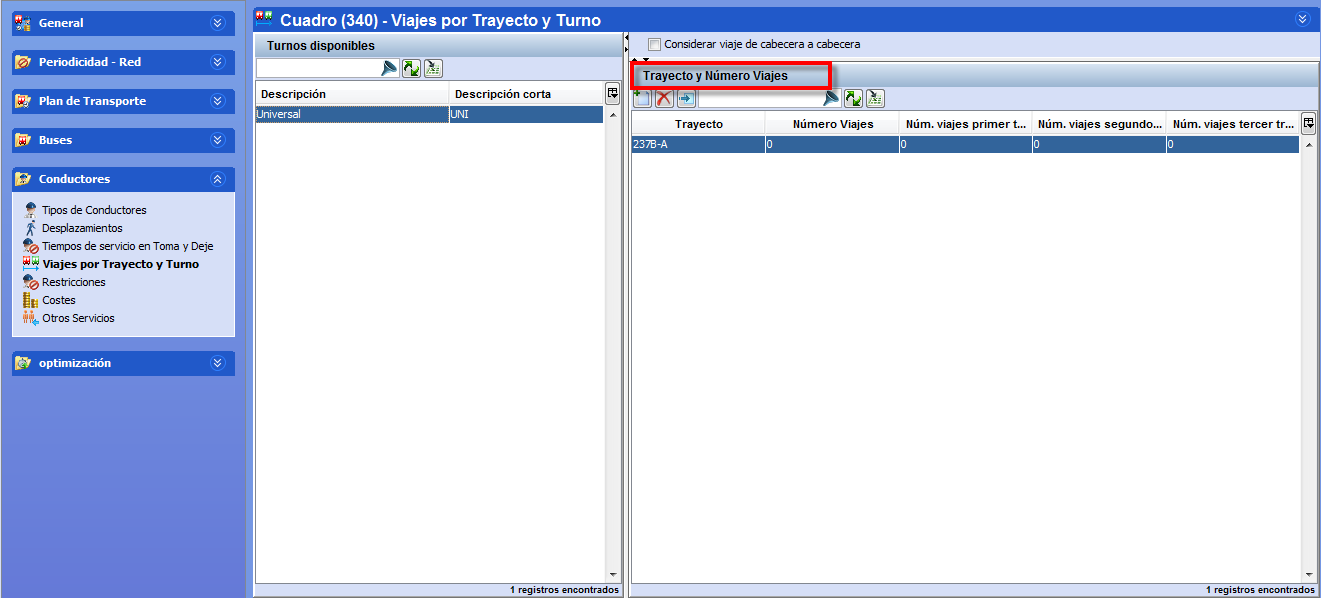 General
Periodicidad - Red
Plan de Transporte
Buses
Conductores
Tipos de Conductores
Desplazamientos
Tiempos de servicio en Toma y Deje
Viajes por Trayecto y Turno
Restricciones
Costes
Otros Servicios
optimización
Cuadro (340) - Viajes por Trayecto y Turno
Turnos disponibles
Descripción Descripción corta
Universal UNI
1 registros encontrados
Considerar viaje de cabecera a cabecera
Trayecto y Número Viajes
Trayecto Número Viajes Núm. viajes primer t... Núm. viajes segundo... Núm. viajes tercer tr...
237B-A 0 0 0 0
1 registros encontrados